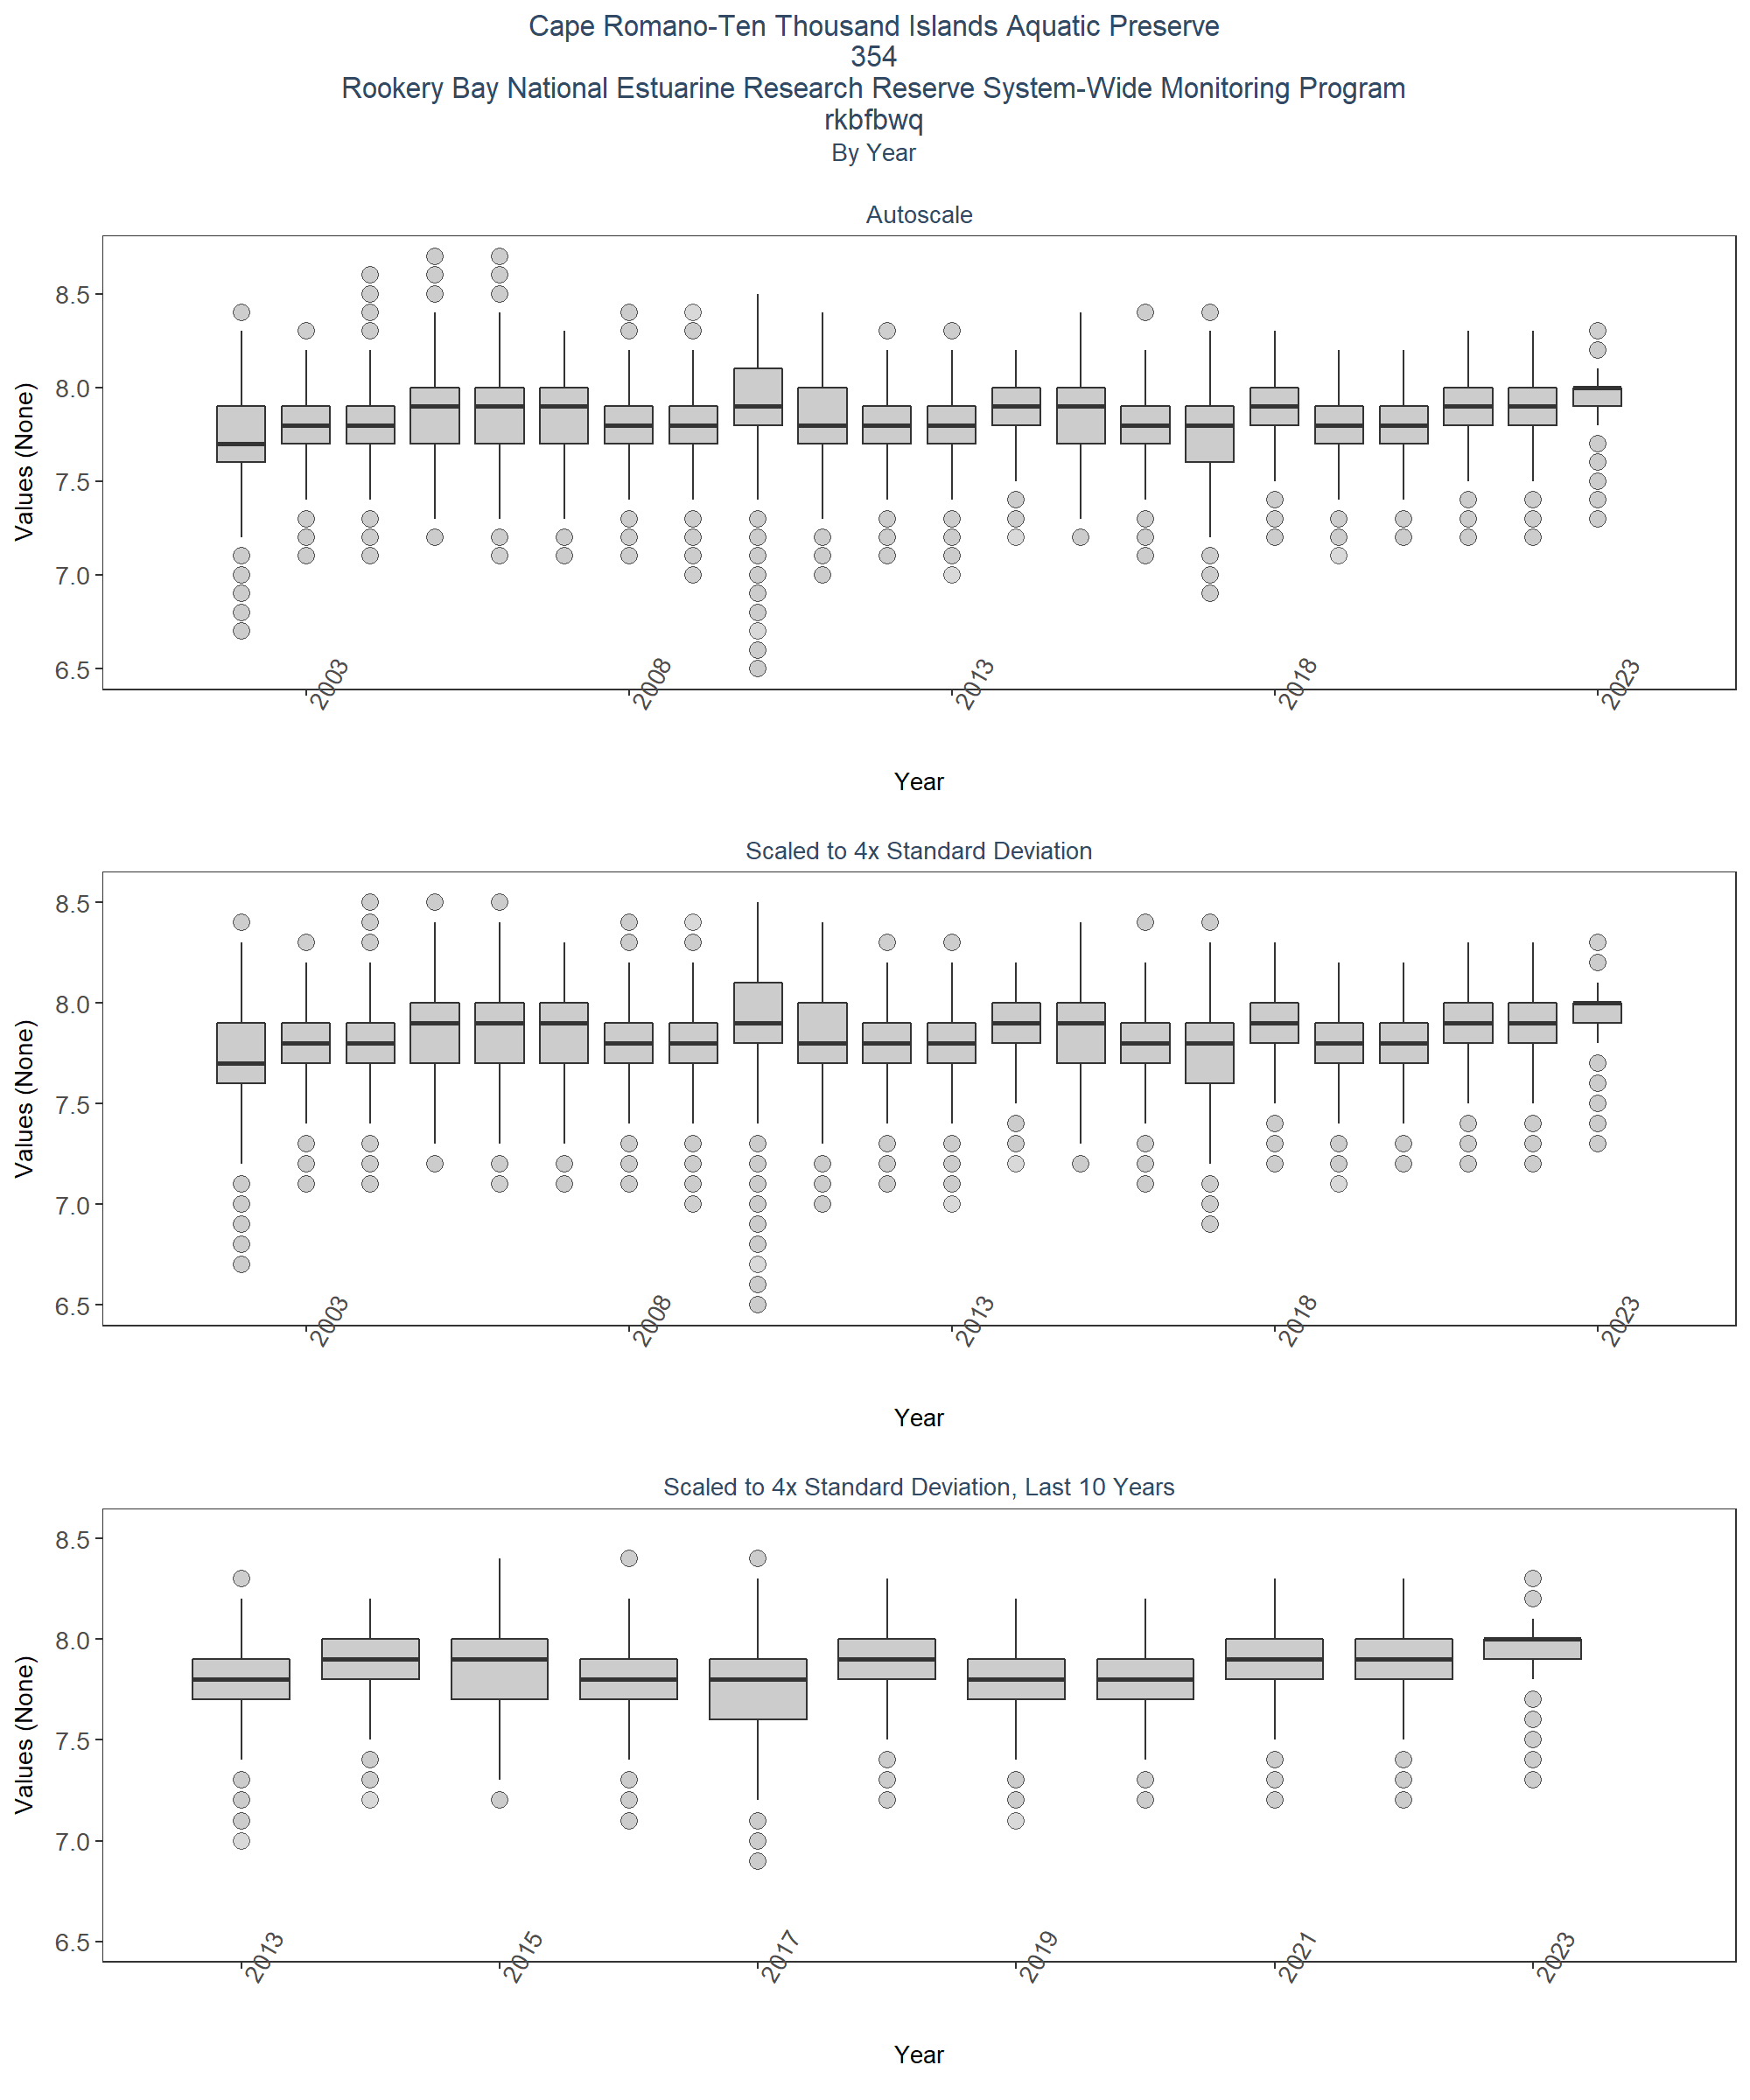 Cape Romano-Ten Thousand Islands Aquatic Preserve
354
Rookery Bay National Estuarine Research Reserve System-Wide Monitoring Program
rkbfbwq
By Year
Autoscale
Values (None)
8.5
8.0
7.5
7.0
6.5
2003 2008 2013 2018 2023
Year
Scaled to 4x Standard Deviation
Values (None)
8.5
8.0
7.5
7.0
6.5
2003 2008 2013 2018 2023
Year
Scaled to 4x Standard Deviation, Last 10 Years
Values (None)
8.5
8.0
7.5
7.0
6.5
2013 2015 2017 2019 2021 2023
Year